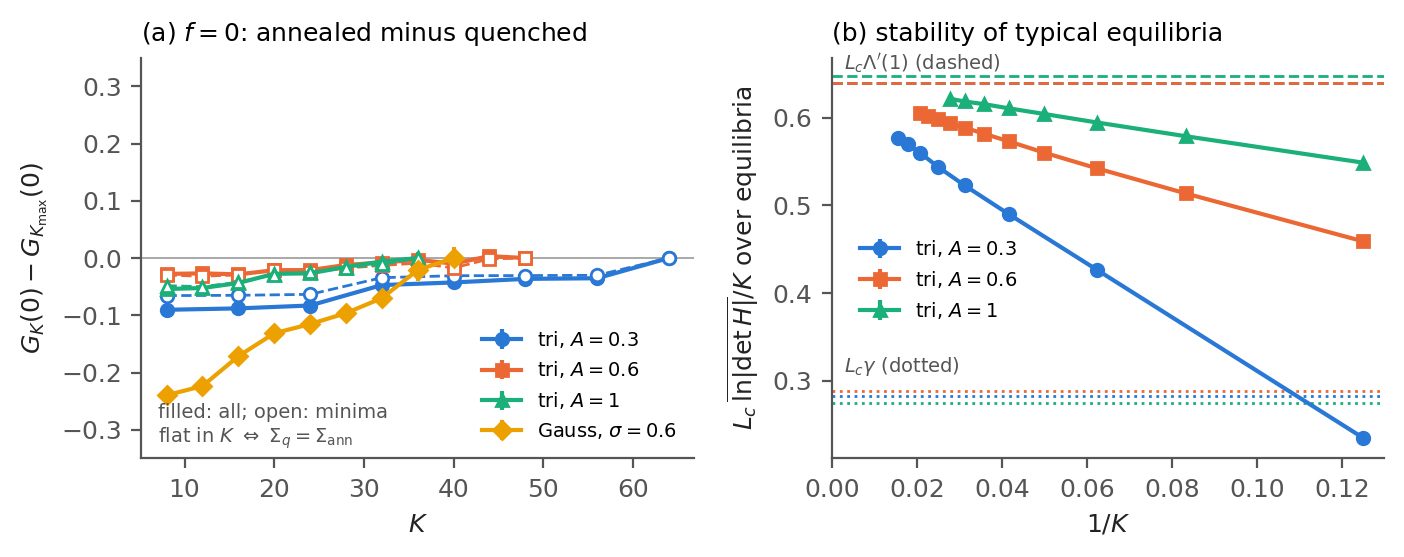 (a) f = 0: annealed minus quenched
G_K(0) − G_{K_max}(0)
0.3
0.2
0.1
0.0
−0.1
−0.2
−0.3
tri, A = 0.3
tri, A = 0.6
tri, A = 1
Gauss, σ = 0.6
filled: all; open: minima
flat in K ⇔ Σ_q = Σ_ann
10 20 30 40 50 60
K
(b) stability of typical equilibria
L_c \overline{ln|det H|}/K over equilibria
L_cΛ′(1) (dashed)
0.6
0.5
0.4
0.3
tri, A = 0.3
tri, A = 0.6
tri, A = 1
L_cγ (dotted)
0.00 0.02 0.04 0.06 0.08 0.10 0.12
1/K